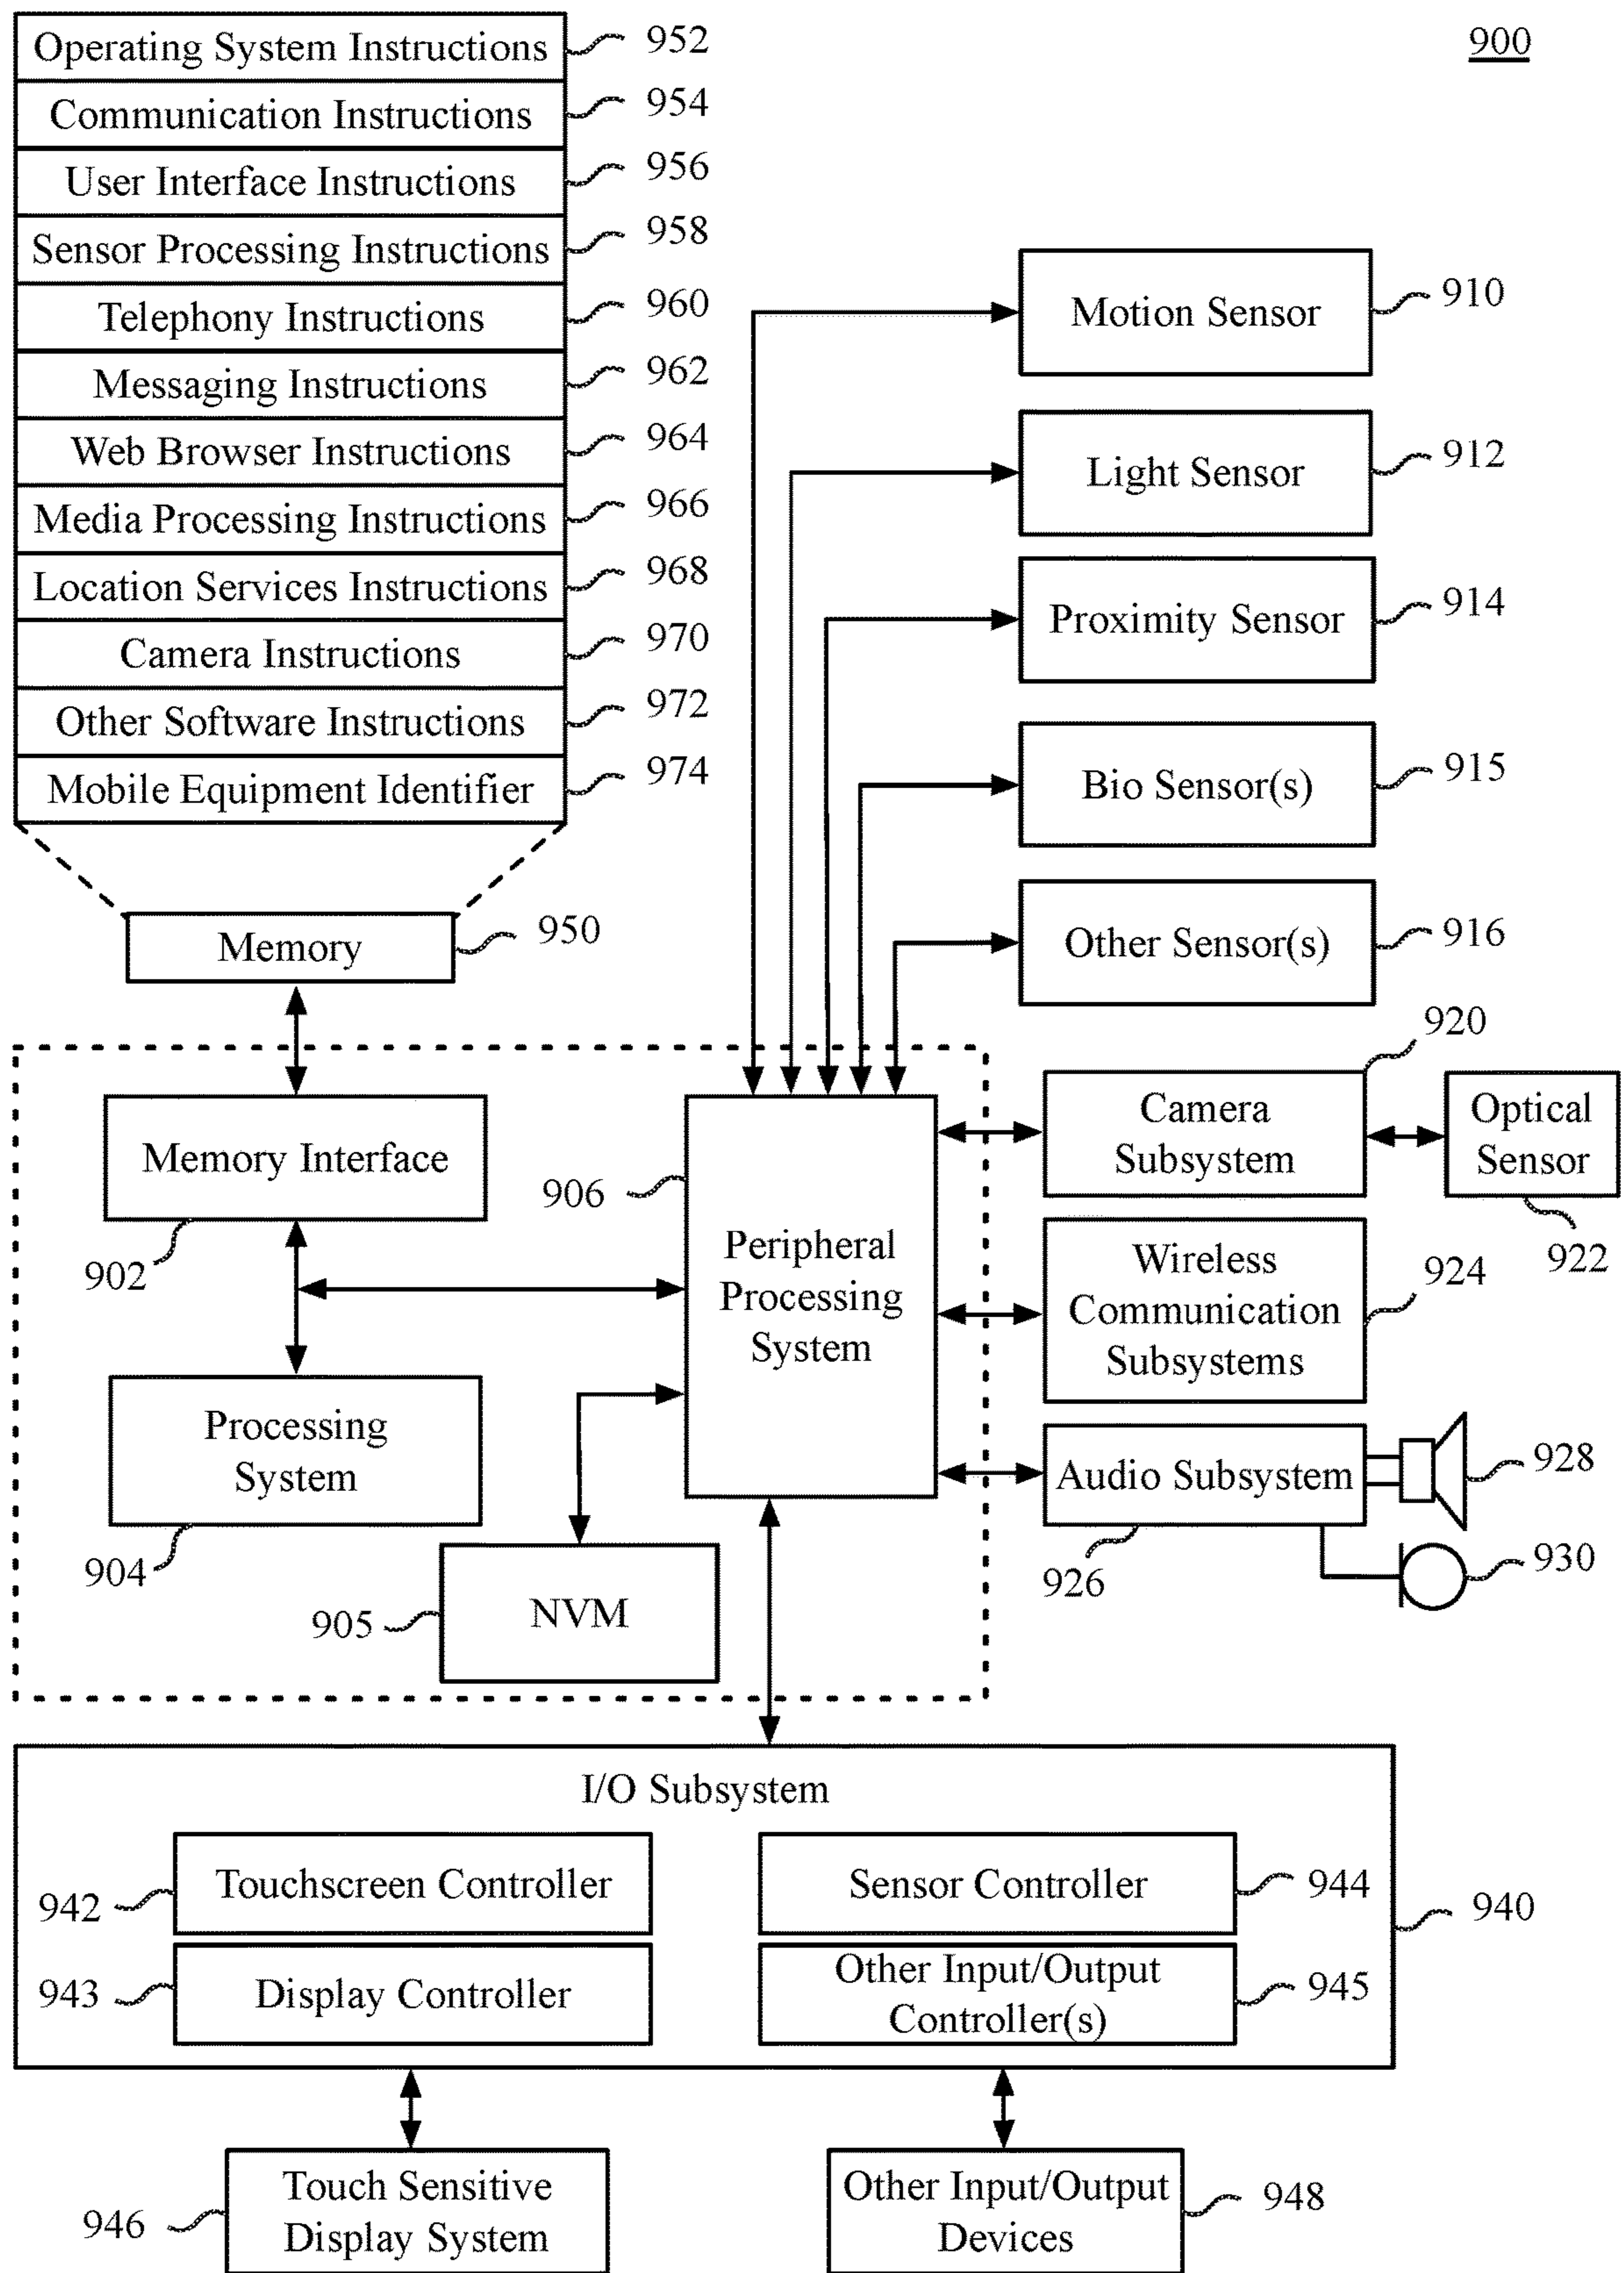 900
Operating System Instructions 952
Communication Instructions 954
User Interface Instructions 956
Sensor Processing Instructions 958
Telephony Instructions 960
Messaging Instructions 962
Web Browser Instructions 964
Media Processing Instructions 966
Location Services Instructions 968
Camera Instructions 970
Other Software Instructions 972
Mobile Equipment Identifier 974
Memory 950
Motion Sensor 910
Light Sensor 912
Proximity Sensor 914
Bio Sensor(s) 915
Other Sensor(s) 916
Memory Interface
902
Processing
System
904
NVM
905
906
Peripheral
Processing
System
920
Camera
Subsystem
Optical
Sensor
922
Wireless
Communication
Subsystems
924
Audio Subsystem
926
928
930
I/O Subsystem
940
Touchscreen Controller
942
Sensor Controller
944
Display Controller
943
Other Input/Output
Controller(s)
945
Touch Sensitive
Display System
946
Other Input/Output
Devices
948